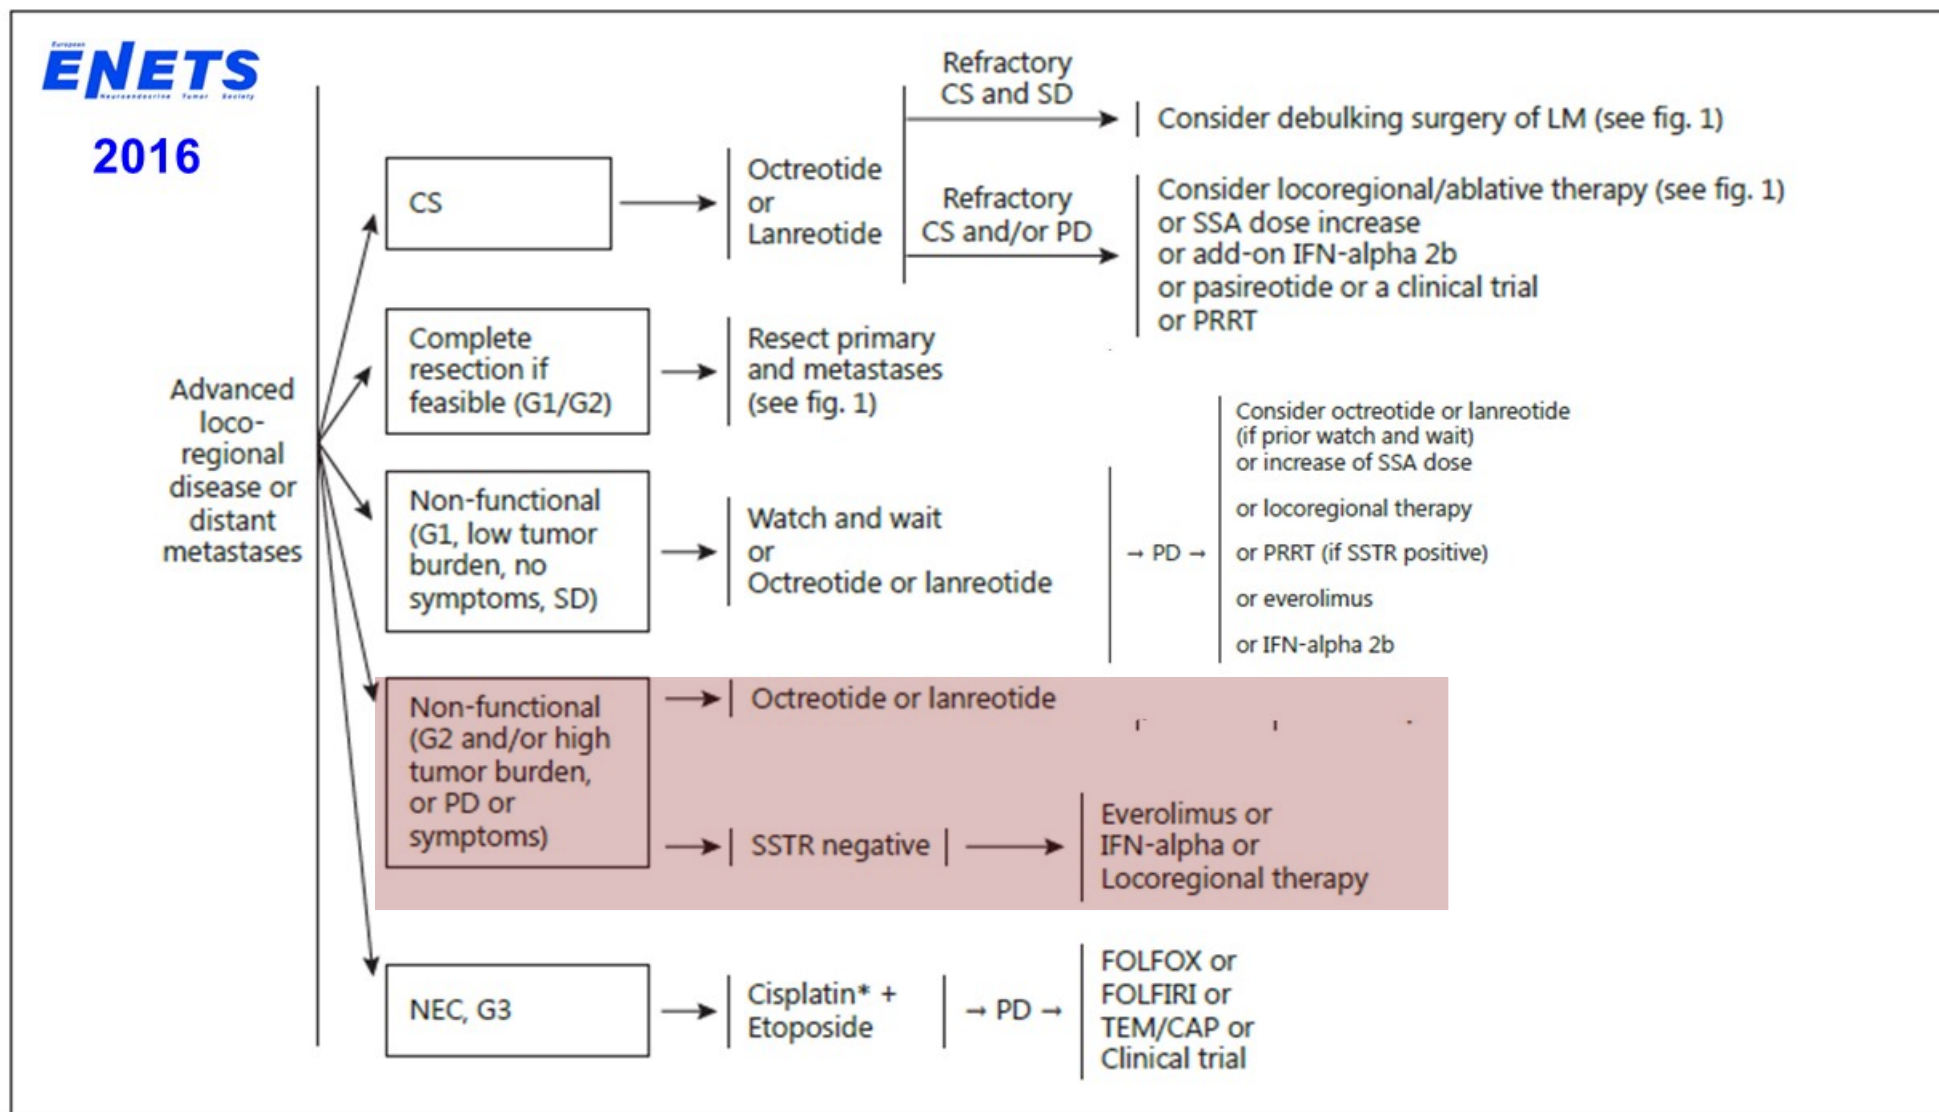 European
ENETS
Neuroendocrine Tumor Society
2016
Advanced
loco-
regional
disease or
distant
metastases
CS
Octreotide
or
Lanreotide
Refractory
CS and SD
Consider debulking surgery of LM (see fig. 1)
Refractory
CS and/or PD
Consider locoregional/ablative therapy (see fig. 1)
or SSA dose increase
or add-on IFN-alpha 2b
or pasireotide or a clinical trial
or PRRT
Complete
resection if
feasible (G1/G2)
Resect primary
and metastases
(see fig. 1)
Non-functional
(G1, low tumor
burden, no
symptoms, SD)
Watch and wait
or
Octreotide or lanreotide
→ PD →
Consider octreotide or lanreotide
(if prior watch and wait)
or increase of SSA dose
or locoregional therapy
or PRRT (if SSTR positive)
or everolimus
or IFN-alpha 2b
Non-functional
(G2 and/or high
tumor burden,
or PD or
symptoms)
Octreotide or lanreotide
SSTR negative
Everolimus or
IFN-alpha or
Locoregional therapy
NEC, G3
Cisplatin* +
Etoposide
→ PD →
FOLFOX or
FOLFIRI or
TEM/CAP or
Clinical trial